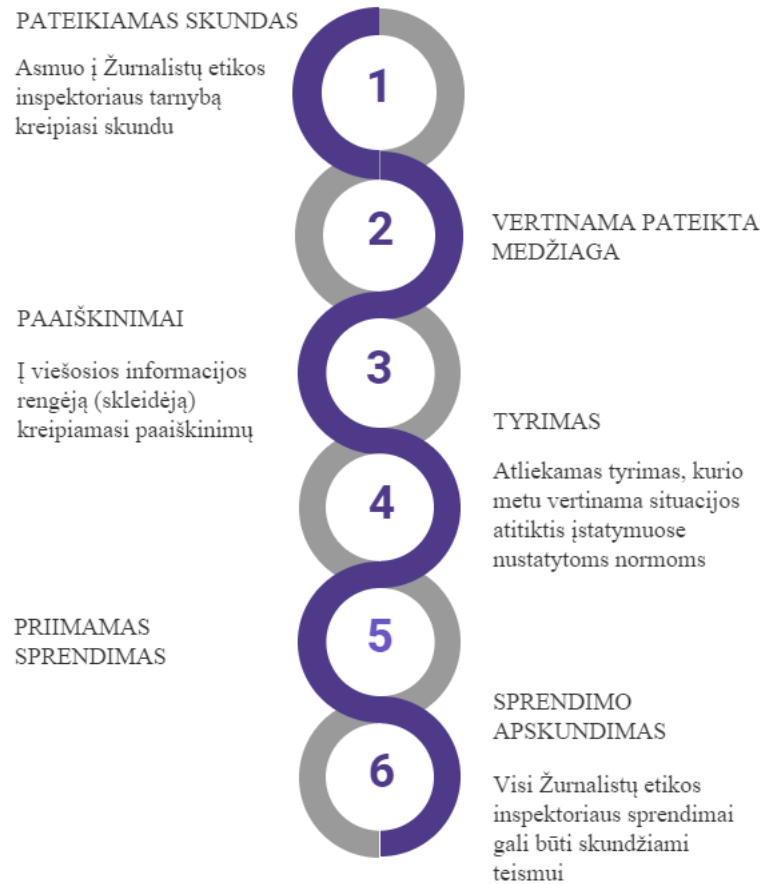 PATEIKIAMAS SKUNDAS
Asmuo į Žurnalistų etikos
inspektoriaus tarnybą
kreipiasi skundu
1
2
VERTINAMA PATEIKTA
MEDŽIAGA
PAAIŠKINIMAI
Į viešosios informacijos
rengėją (skleidėją)
kreipiamasi paaiškinimų
3
TYRIMAS
Atliekamas tyrimas, kurio
metu vertinama situacijos
atitiktis įstatymuose
nustatytoms normoms
4
PRIIMAMAS
SPRENDIMAS
5
SPRENDIMO
APSKUNDIMAS
Visi Žurnalistų etikos
inspektoriaus sprendimai
gali būti skundžiami
teismui
6